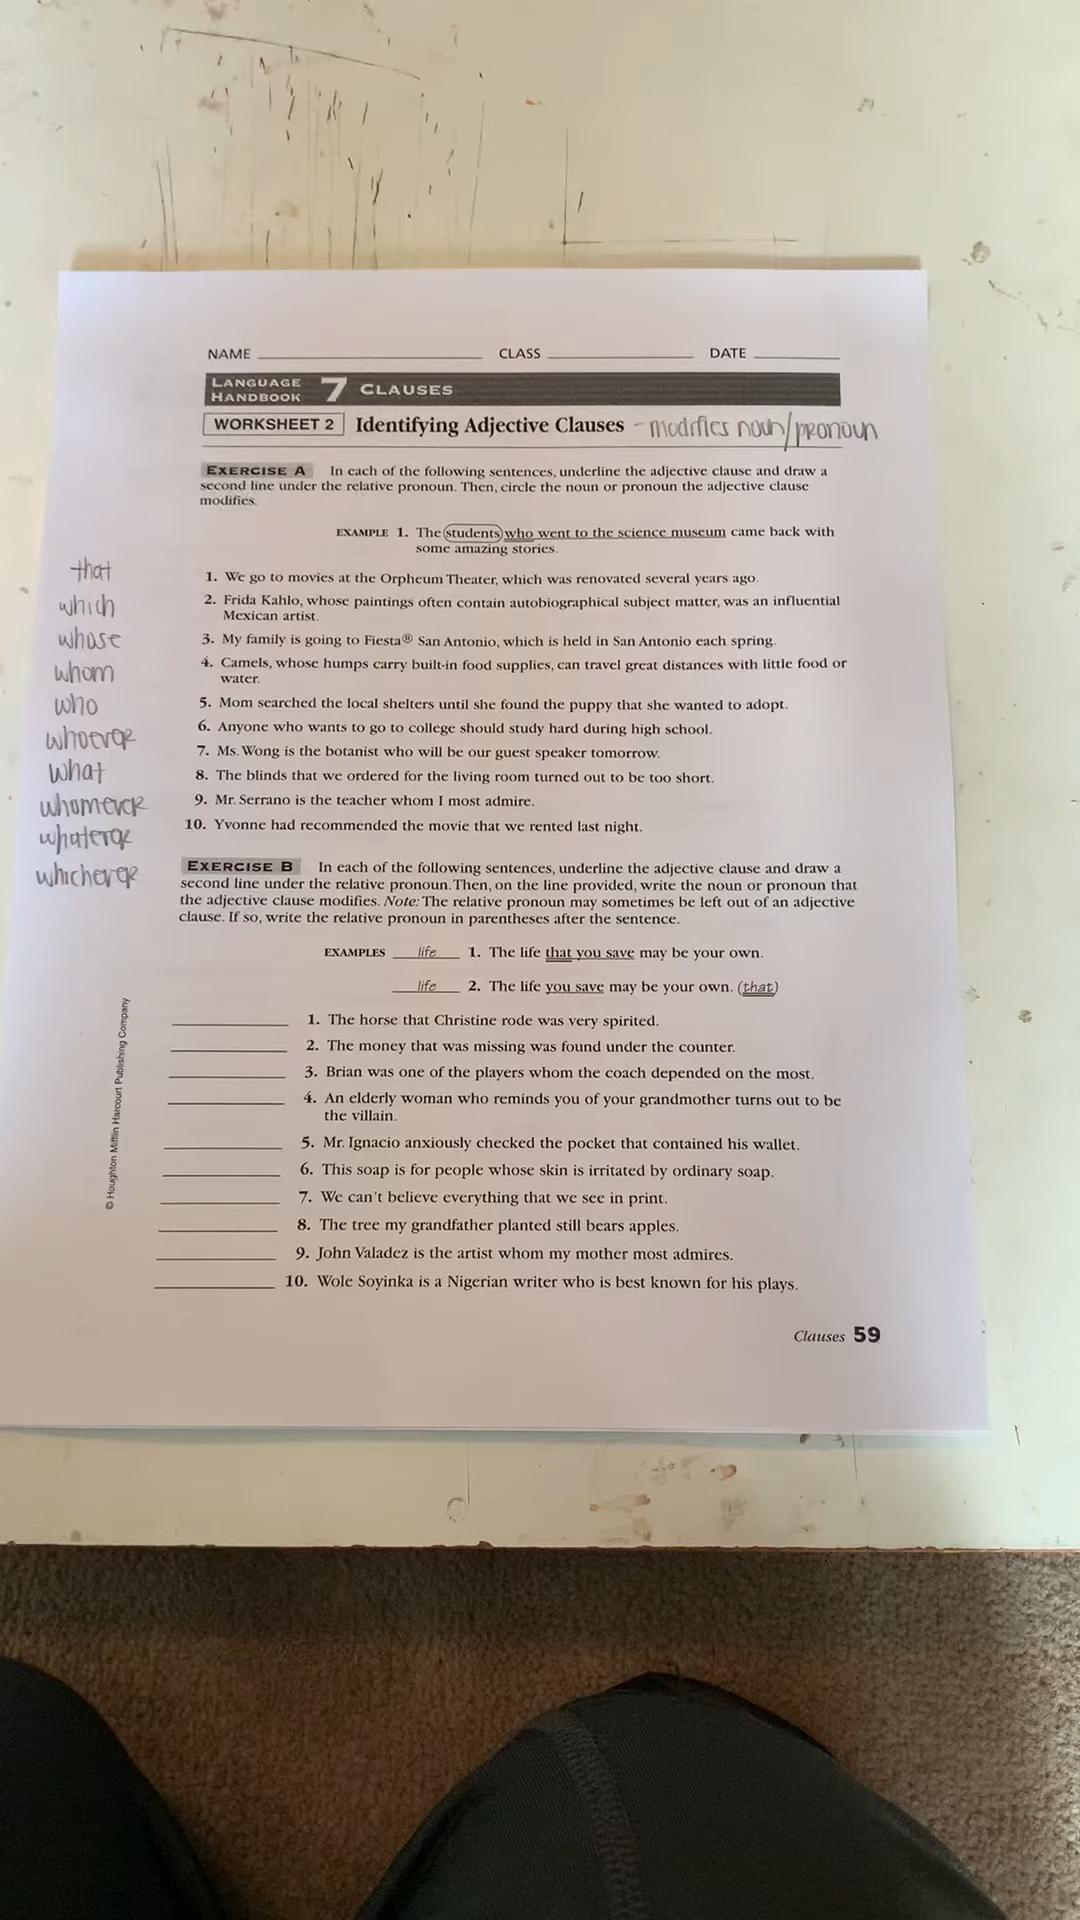 NAME CLASS DATE
LANGUAGE HANDBOOK 7 CLAUSES
WORKSHEET 2 Identifying Adjective Clauses - modifies noun/pronoun
EXERCISE A In each of the following sentences, underline the adjective clause and draw a
second line under the relative pronoun. Then, circle the noun or pronoun the adjective clause
modifies.
EXAMPLE 1. The students who went to the science museum came back with
some amazing stories.
that
which
whose
whom
who
whoever
what
whomever
whatever
whichever
1. We go to movies at the Orpheum Theater, which was renovated several years ago.
2. Frida Kahlo, whose paintings often contain autobiographical subject matter, was an influential
Mexican artist.
3. My family is going to Fiesta® San Antonio, which is held in San Antonio each spring.
4. Camels, whose humps carry built-in food supplies, can travel great distances with little food or
water.
5. Mom searched the local shelters until she found the puppy that she wanted to adopt.
6. Anyone who wants to go to college should study hard during high school.
7. Ms. Wong is the botanist who will be our guest speaker tomorrow.
8. The blinds that we ordered for the living room turned out to be too short.
9. Mr. Serrano is the teacher whom I most admire.
10. Yvonne had recommended the movie that we rented last night.
EXERCISE B In each of the following sentences, underline the adjective clause and draw a
second line under the relative pronoun. Then, on the line provided, write the noun or pronoun that
the adjective clause modifies. Note: The relative pronoun may sometimes be left out of an adjective
clause. If so, write the relative pronoun in parentheses after the sentence.
EXAMPLES life 1. The life that you save may be your own.
life 2. The life you save may be your own. (that)
1. The horse that Christine rode was very spirited.
2. The money that was missing was found under the counter.
3. Brian was one of the players whom the coach depended on the most.
4. An elderly woman who reminds you of your grandmother turns out to be
the villain.
5. Mr. Ignacio anxiously checked the pocket that contained his wallet.
6. This soap is for people whose skin is irritated by ordinary soap.
7. We can't believe everything that we see in print.
8. The tree my grandfather planted still bears apples.
9. John Valadez is the artist whom my mother most admires.
10. Wole Soyinka is a Nigerian writer who is best known for his plays.
© Houghton Mifflin Harcourt Publishing Company
Clauses 59